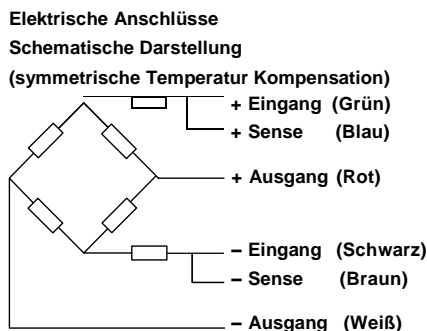 Elektrische Anschlüsse
Schematische Darstellung
(symmetrische Temperatur Kompensation)
+ Eingang (Grün)
+ Sense (Blau)
+ Ausgang (Rot)
– Eingang (Schwarz)
– Sense (Braun)
– Ausgang (Weiß)